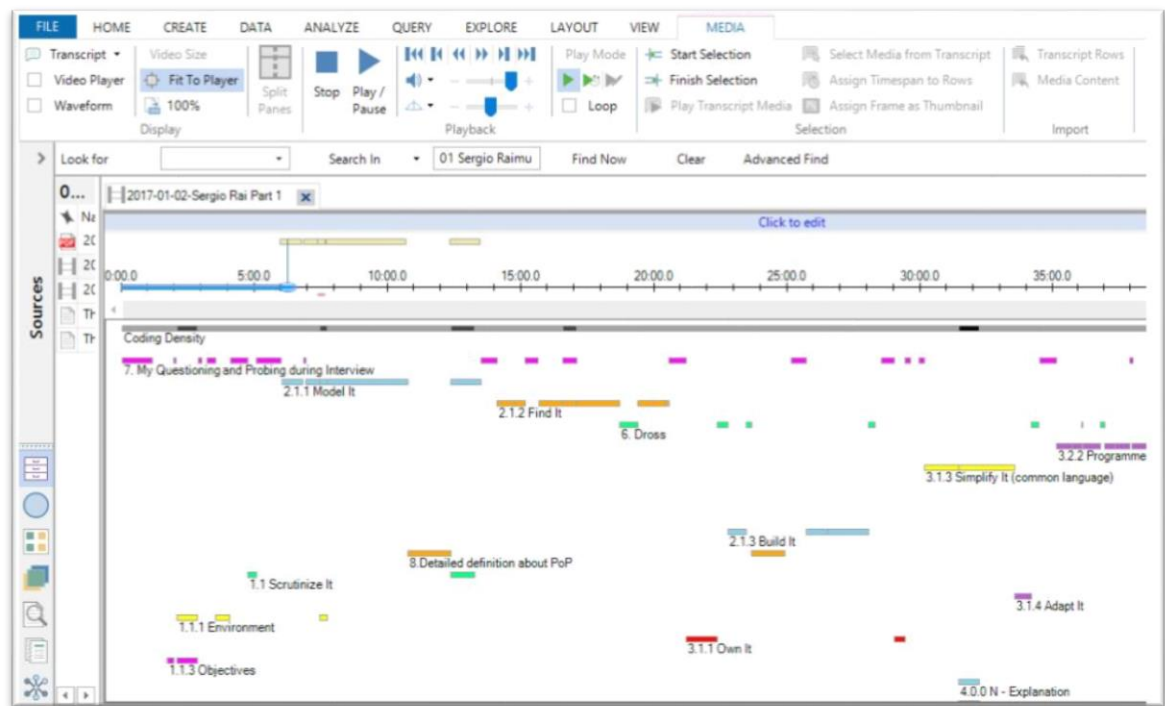 FILE HOME CREATE DATA ANALYZE QUERY EXPLORE LAYOUT VIEW MEDIA
Transcript Video Size Play Mode Start Selection Select Media from Transcript Transcript Rows
Video Player Fit To Player Split Panes Stop Play / Pause Finish Selection Assign Timespan to Rows Media Content
Waveform 100% Loop Play Transcript Media Assign Frame as Thumbnail
Display Playback Selection Import
Look for Search In 01 Sergio Raimu Find Now Clear Advanced Find
0... 2017-01-02-Sergio Rai Part 1
Na
Click to edit
20
20
20
Th
Th
Sources
0:00.0 5:00.0 10:00.0 15:00.0 20:00.0 25:00.0 30:00.0 35:00.0
Coding Density
7. My Questioning and Probing during Interview
2.1.1 Model It
2.1.2 Find It
6. Dross
3.2.2 Programme
3.1.3 Simplify It (common language)
2.1.3 Build It
8.Detailed definition about PoP
1.1 Scrutinize It
3.1.4 Adapt It
1.1.1 Environment
3.1.1 Own It
1.1.3 Objectives
4.0.0 N - Explanation